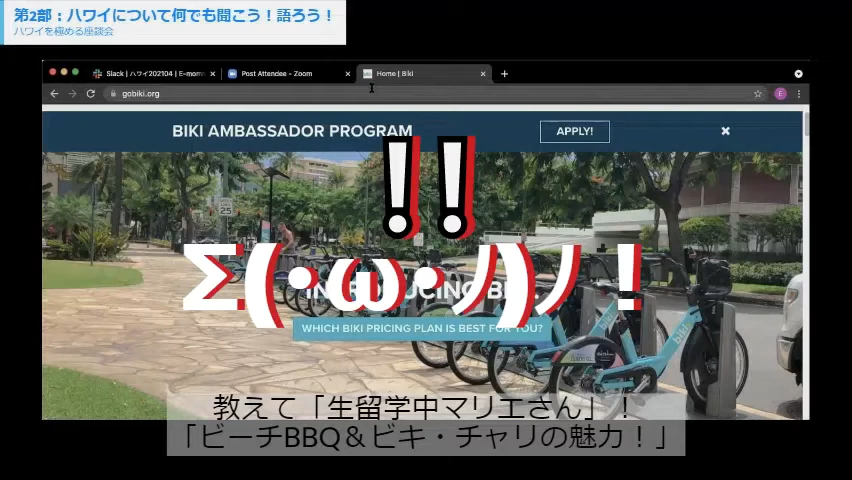 第2部：ハワイについて何でも聞こう！語ろう！
ハワイを極める座談会
Slack | ハワイ202104 | E-mom
Post Attendee - Zoom
Home | Biki
gobiki.org
BIKI AMBASSADOR PROGRAM
APPLY!
!!
SPEED LIMIT 25
Σ(･ω･ﾉ)ﾉ！
WHICH BIKI PRICING PLAN IS BEST FOR YOU?
biki
教えて「生留学中マリエさん」！
「ビーチBBQ＆ビキ・チャリの魅力！」